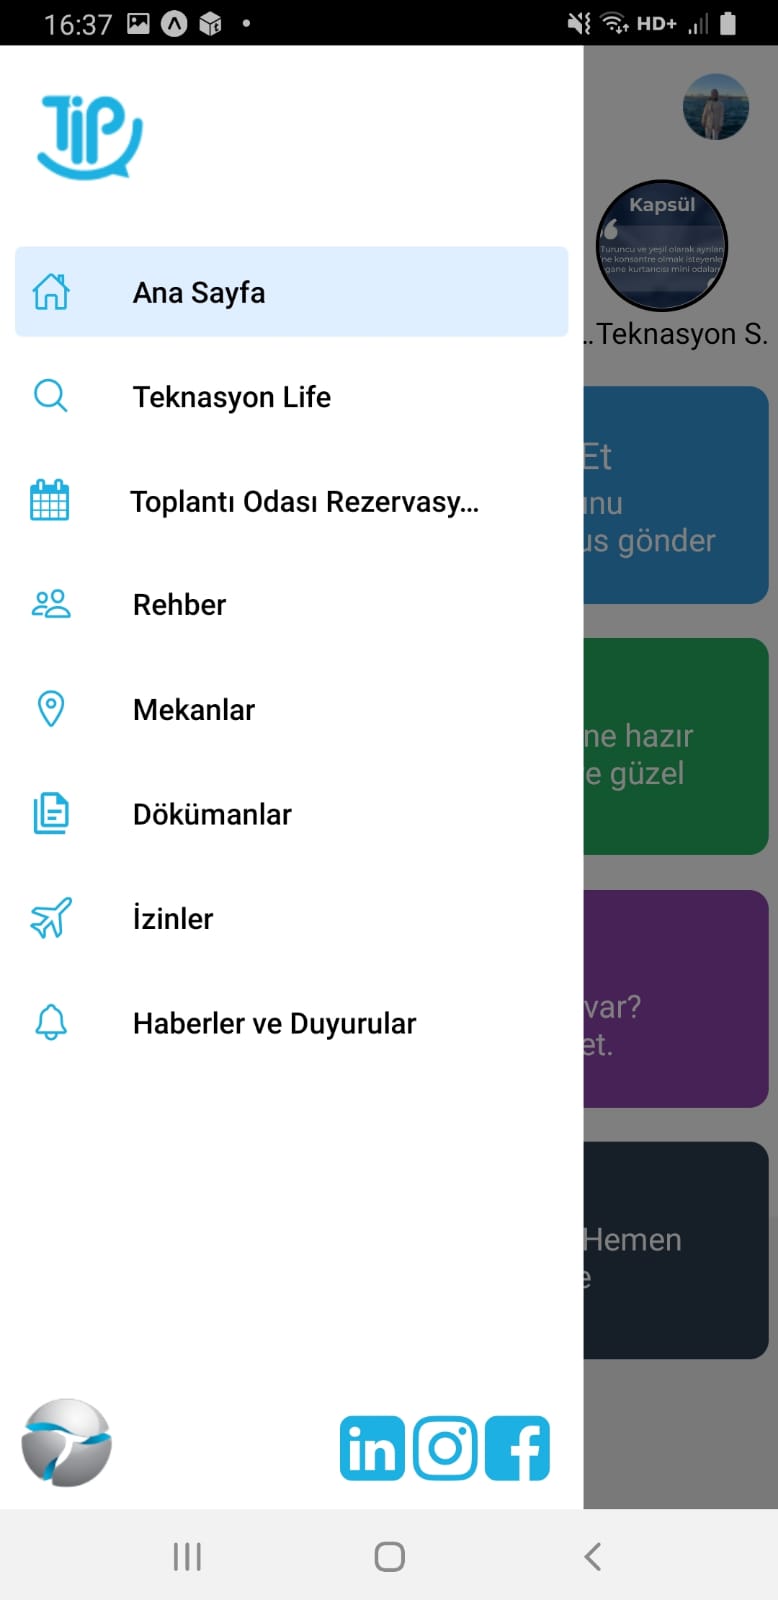 16:37
HD+
TiP
Kapsül
Turuncu ve yeşil olarak ayrılan
ne konsantre olmak isteyenle
gane kurtarıcısı mini odalar
..Teknasyon S.
Ana Sayfa
Teknasyon Life
Toplantı Odası Rezervasy...
Rehber
Mekanlar
Dökümanlar
İzinler
Haberler ve Duyurular
Et
unu
us gönder
ne hazır
e güzel
var?
et.
Hemen
e
in